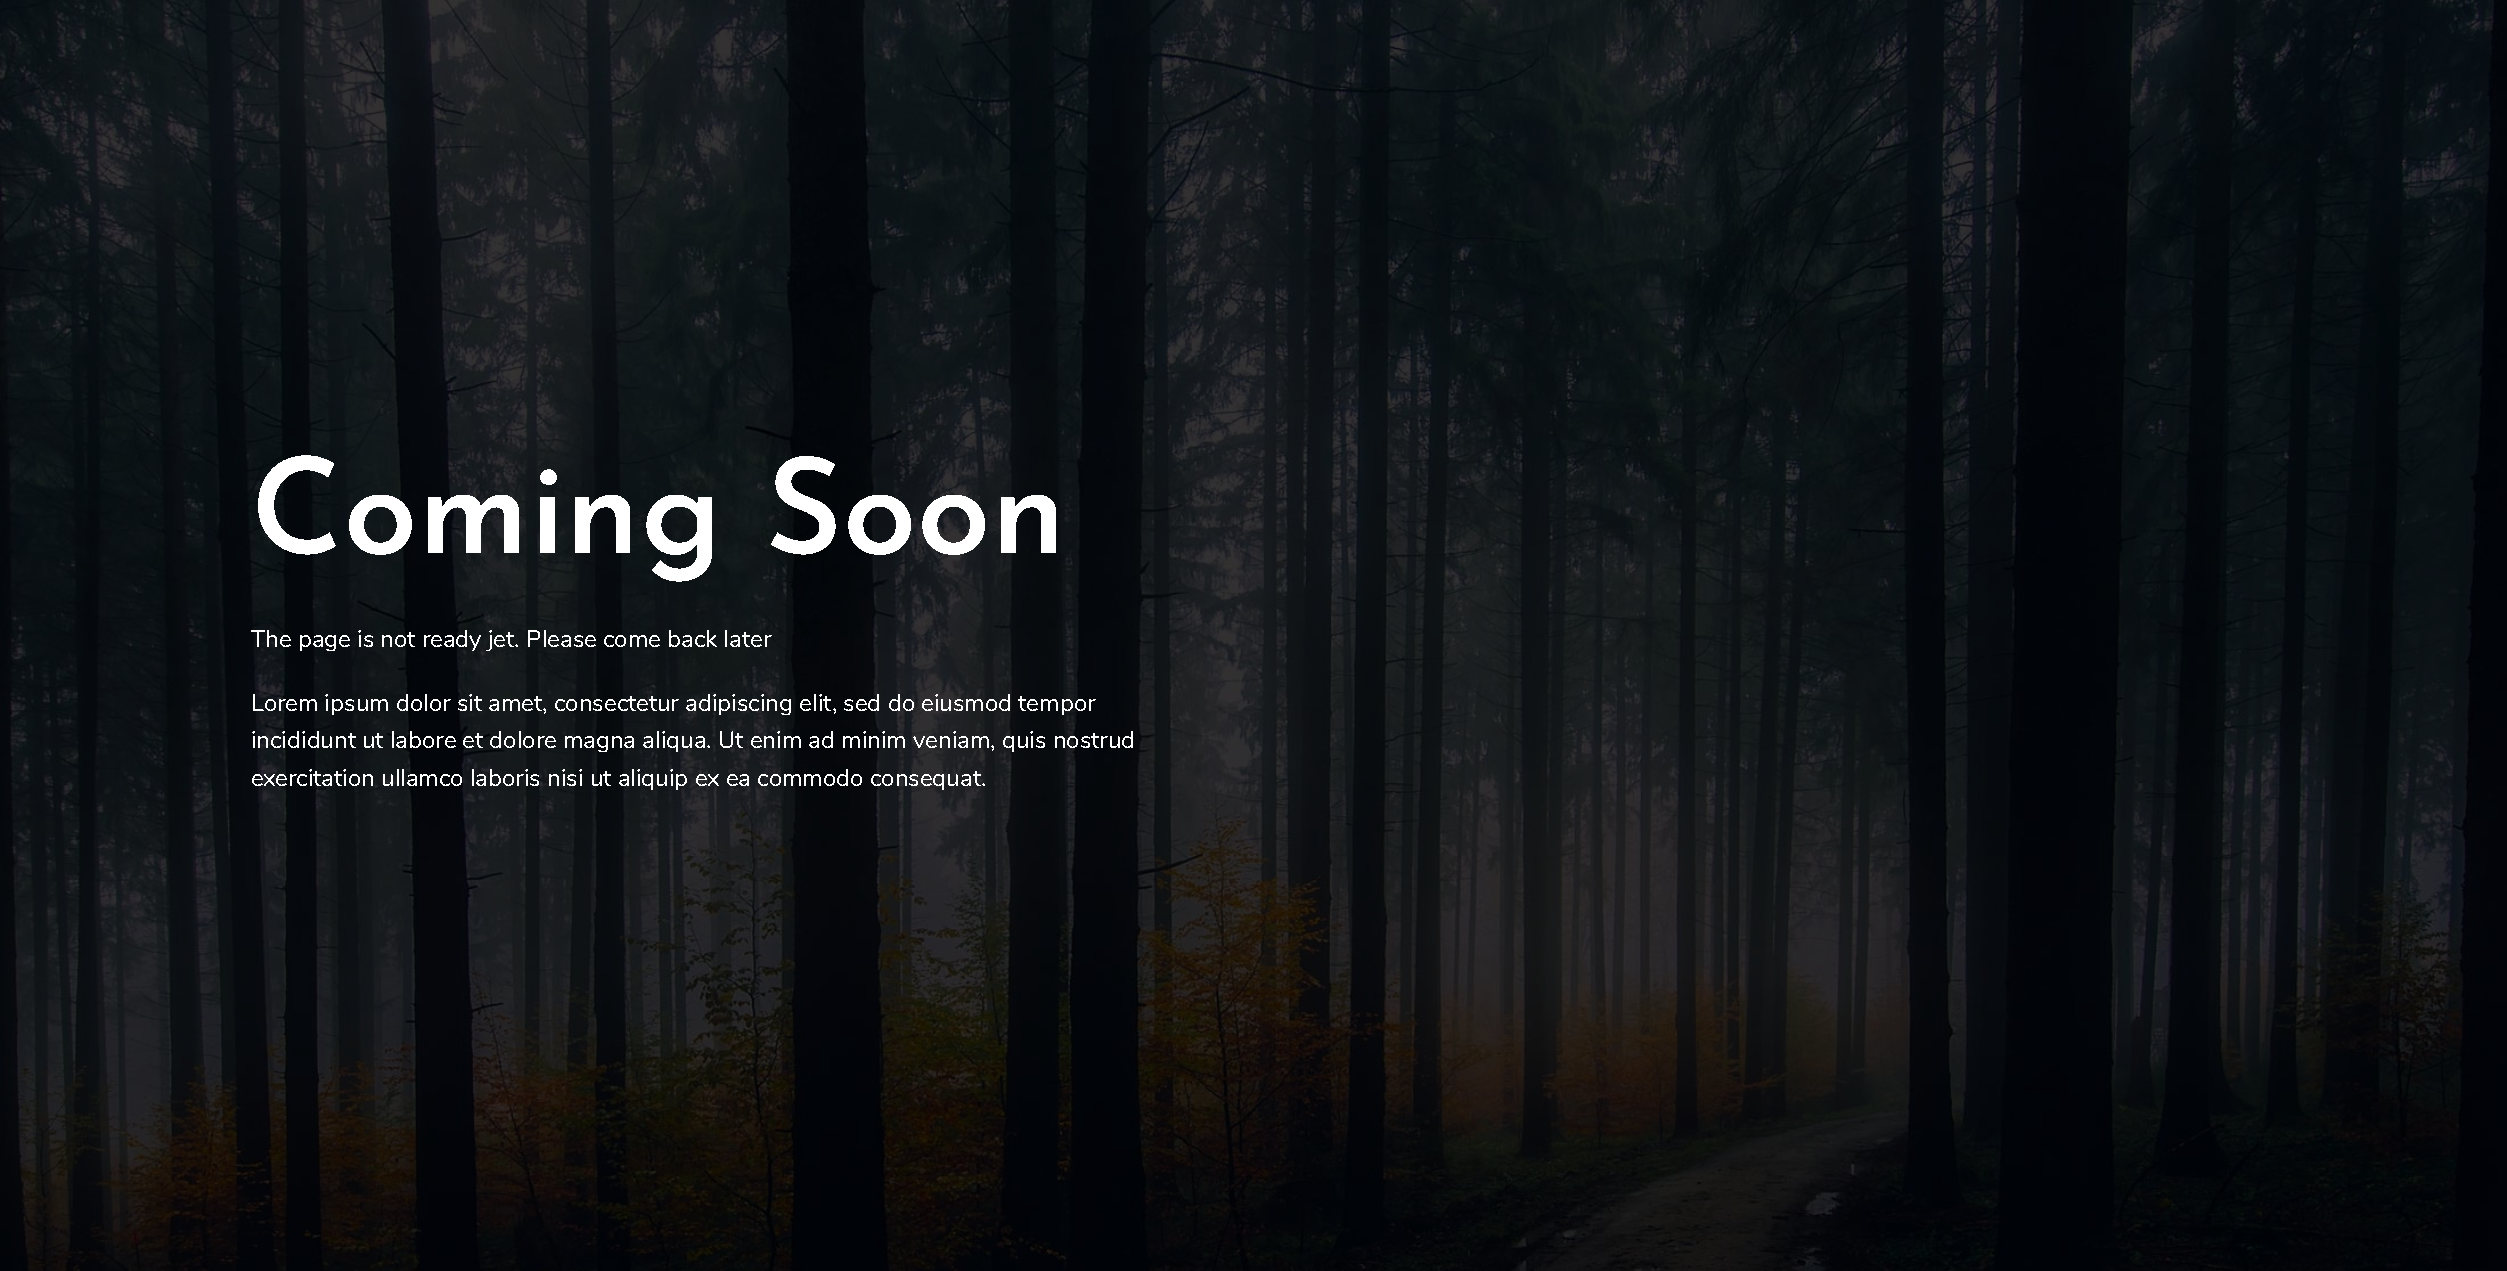 Coming Soon
The page is not ready jet. Please come back later
Lorem ipsum dolor sit amet, consectetur adipiscing elit, sed do eiusmod tempor
incididunt ut labore et dolore magna aliqua. Ut enim ad minim veniam, quis nostrud
exercitation ullamco laboris nisi ut aliquip ex ea commodo consequat.